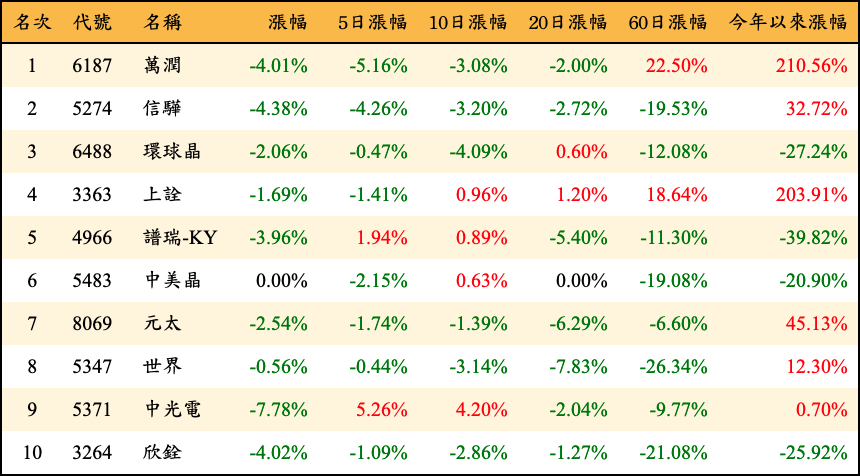 名次 代號 名稱 漲幅 5日漲幅 10日漲幅 20日漲幅 60日漲幅 今年以來漲幅
1 6187 萬潤 -4.01% -5.16% -3.08% -2.00% 22.50% 210.56%
2 5274 信驊 -4.38% -4.26% -3.20% -2.72% -19.53% 32.72%
3 6488 環球晶 -2.06% -0.47% -4.09% 0.60% -12.08% -27.24%
4 3363 上詮 -1.69% -1.41% 0.96% 1.20% 18.64% 203.91%
5 4966 譜瑞-KY -3.96% 1.94% 0.89% -5.40% -11.30% -39.82%
6 5483 中美晶 0.00% -2.15% 0.63% 0.00% -19.08% -20.90%
7 8069 元太 -2.54% -1.74% -1.39% -6.29% -6.60% 45.13%
8 5347 世界 -0.56% -0.44% -3.14% -7.83% -26.34% 12.30%
9 5371 中光電 -7.78% 5.26% 4.20% -2.04% -9.77% 0.70%
10 3264 欣銓 -4.02% -1.09% -2.86% -1.27% -21.08% -25.92%